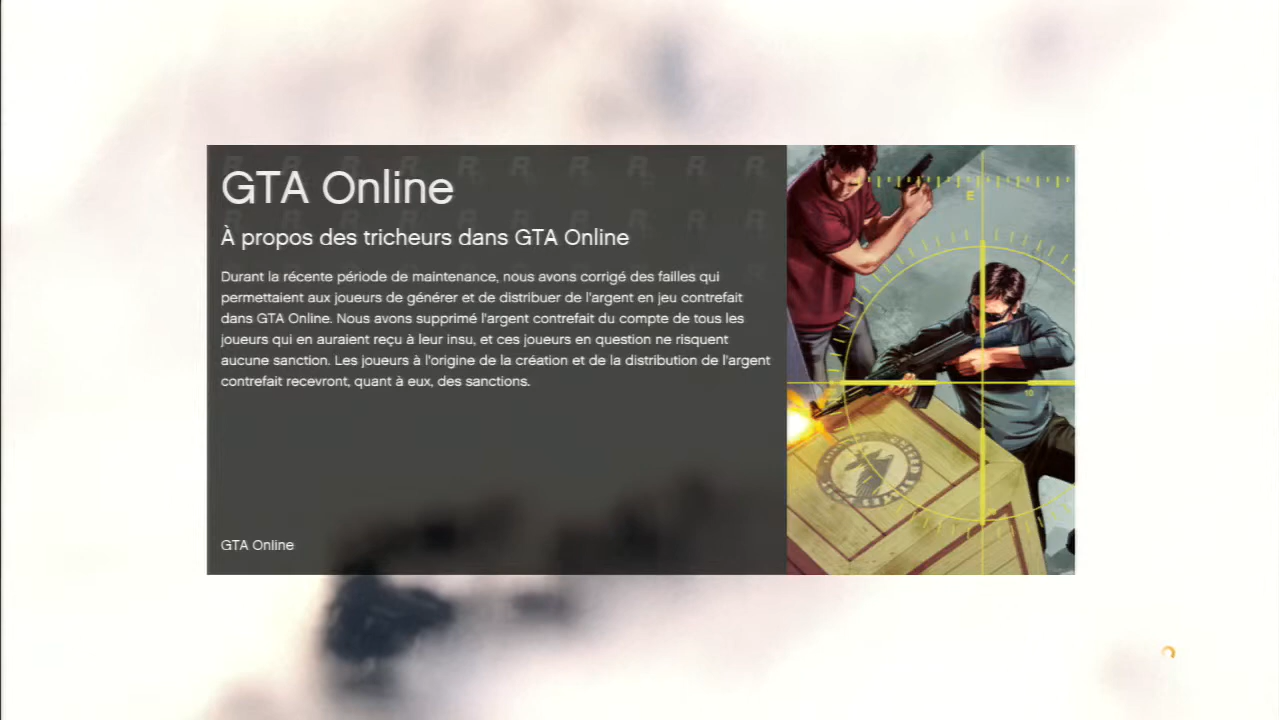 GTA Online
À propos des tricheurs dans GTA Online
Durant la récente période de maintenance, nous avons corrigé des failles qui
permettaient aux joueurs de générer et de distribuer de l'argent en jeu contrefait
dans GTA Online. Nous avons supprimé l'argent contrefait du compte de tous les
joueurs qui en auraient reçu à leur insu, et ces joueurs en question ne risquent
aucune sanction. Les joueurs à l'origine de la création et de la distribution de l'argent
contrefait recevront, quant à eux, des sanctions.
GTA Online
E
10